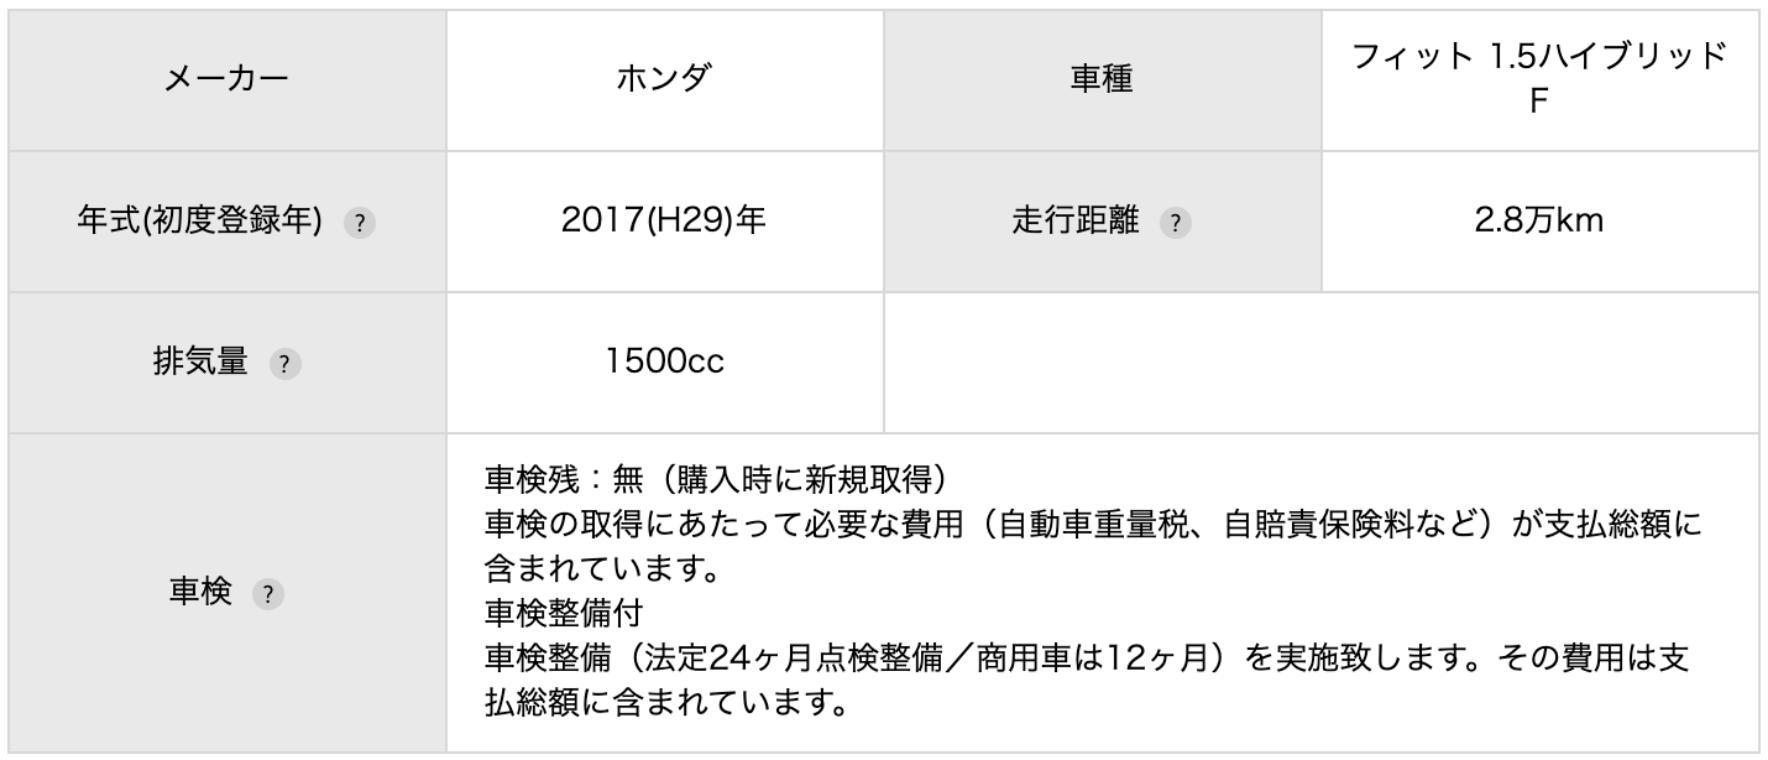 メーカー
ホンダ
車種
フィット 1.5ハイブリッド
F
年式(初度登録年) ?
2017(H29)年
走行距離 ?
2.8万km
排気量 ?
1500cc
車検 ?
車検残：無（購入時に新規取得）
車検の取得にあたって必要な費用（自動車重量税、自賠責保険料など）が支払総額に
含まれています。
車検整備付
車検整備（法定24ヶ月点検整備／商用車は12ヶ月）を実施致します。その費用は支
払総額に含まれています。